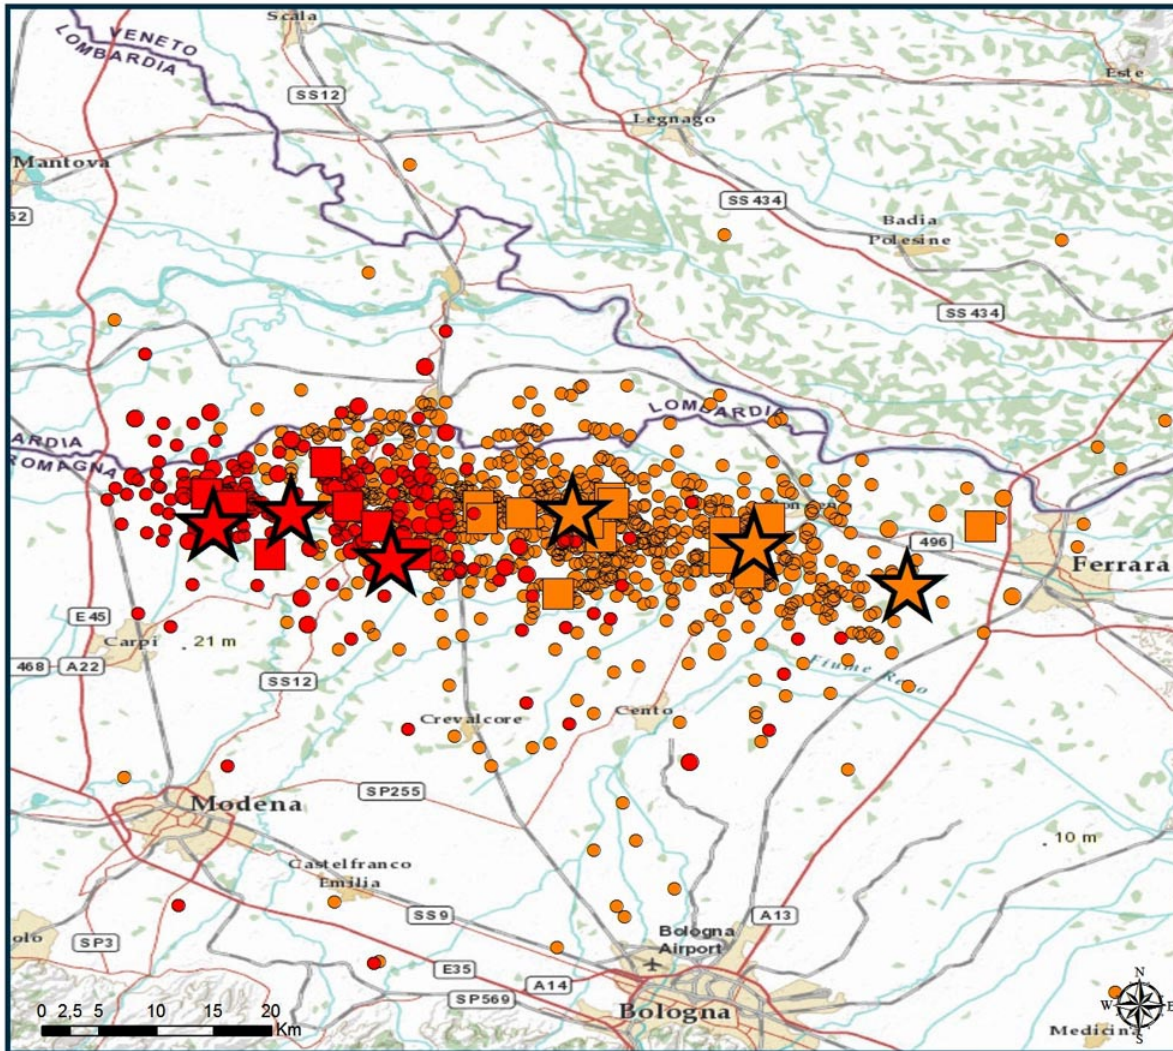 Scala
VENETO
LOMBARDIA
SS12
Este
Legnago
Mantova
SS 434
Badia
Polesine
SS 434
LOMBARDIA
ARDIA
ROMAGNA
496
Ferrara
E 45
Carpi
21 m
468
A22
SS12
Fiume Reno
Crevalcore
Cento
SP255
Modena
10 m
Castelfranco
Emilia
SS9
A13
Bologna
Airport
olo
SP3
E35
A14
SP569
Bologna
Medicina
0 2,5 5 10 15 20
Km
N
W E
S